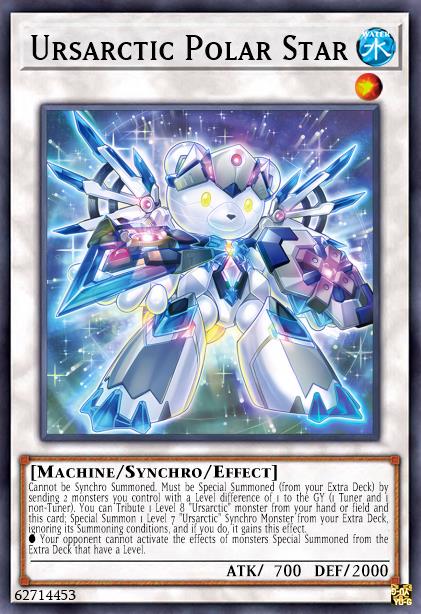 Ursarctic Polar Star
WATER
水
[Machine/Synchro/Effect]
Cannot be Synchro Summoned. Must be Special Summoned (from your Extra Deck) by
sending 2 monsters you control with a Level difference of 1 to the GY (1 Tuner and 1
non-Tuner). You can Tribute 1 Level 8 "Ursarctic" monster from your hand or field and
this card; Special Summon 1 Level 7 "Ursarctic" Synchro Monster from your Extra Deck,
ignoring its Summoning conditions, and if you do, it gains this effect.
● Your opponent cannot activate the effects of monsters Special Summoned from the
Extra Deck that have a Level.
ATK/ 700 DEF/2000
62714453